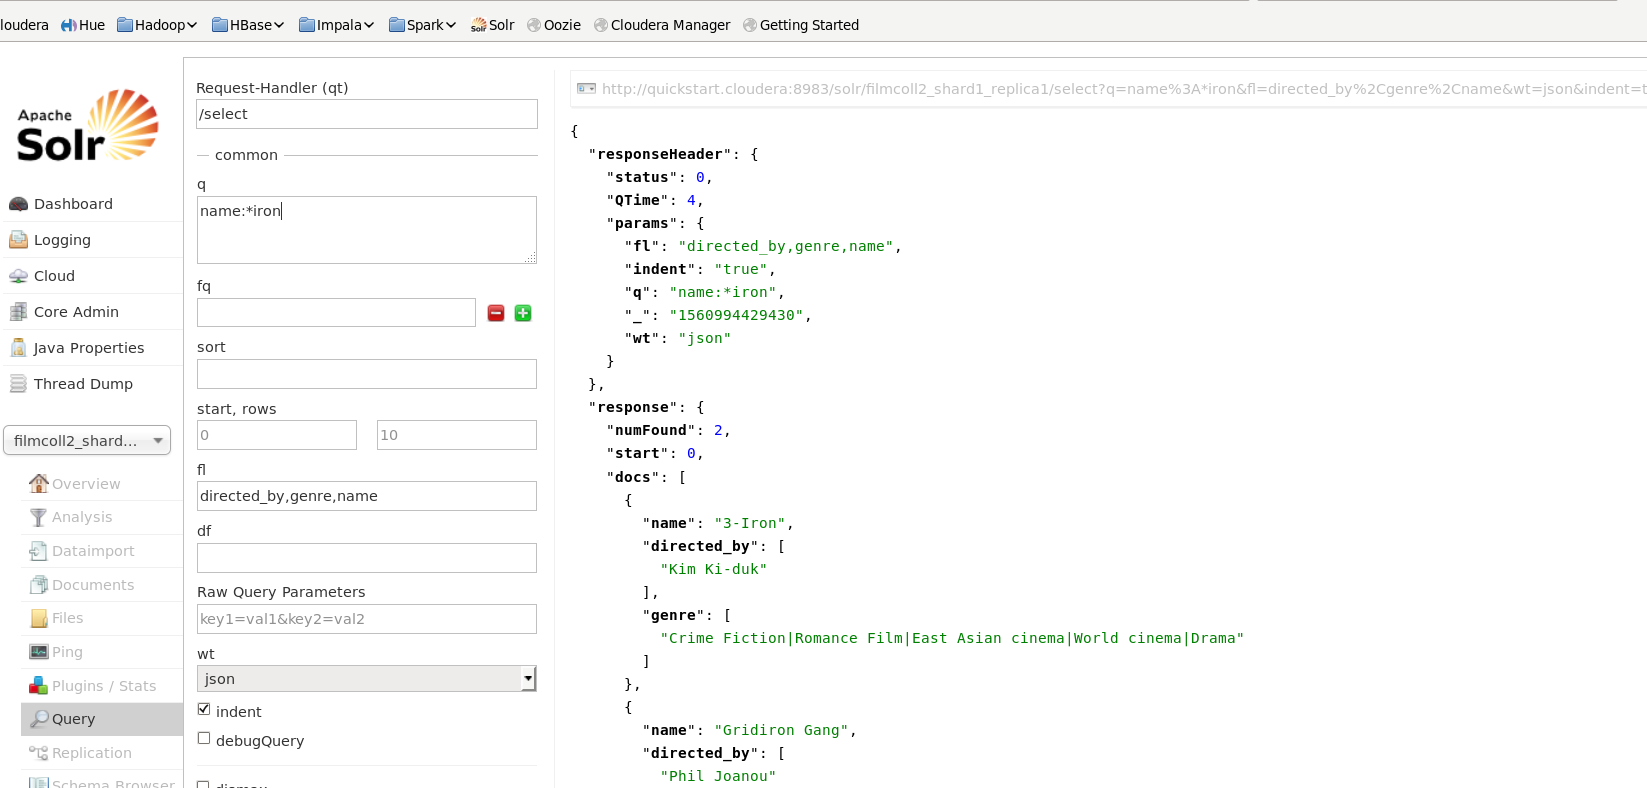 loudera Hue Hadoop HBase Impala Spark Solr Oozie Cloudera Manager Getting Started
Apache
Solr
Dashboard
Logging
Cloud
Core Admin
Java Properties
Thread Dump
filmcoll2_shard...
Overview
Analysis
Dataimport
Documents
Files
Ping
Plugins / Stats
Query
Replication
Schema Browser
Request-Handler (qt)
/select
common
q
name:*iron
fq
sort
start, rows
0 10
fl
directed_by,genre,name
df
Raw Query Parameters
key1=val1&key2=val2
wt
json
indent
debugQuery
dismax
http://quickstart.cloudera:8983/solr/filmcoll2_shard1_replica1/select?q=name%3A*iron&fl=directed_by%2Cgenre%2Cname&wt=json&indent=t
{
"responseHeader": {
"status": 0,
"QTime": 4,
"params": {
"fl": "directed_by,genre,name",
"indent": "true",
"q": "name:*iron",
"_": "1560994429430",
"wt": "json"
}
},
"response": {
"numFound": 2,
"start": 0,
"docs": [
{
"name": "3-Iron",
"directed_by": [
"Kim Ki-duk"
],
"genre": [
"Crime Fiction|Romance Film|East Asian cinema|World cinema|Drama"
]
},
{
"name": "Gridiron Gang",
"directed_by": [
"Phil Joanou"